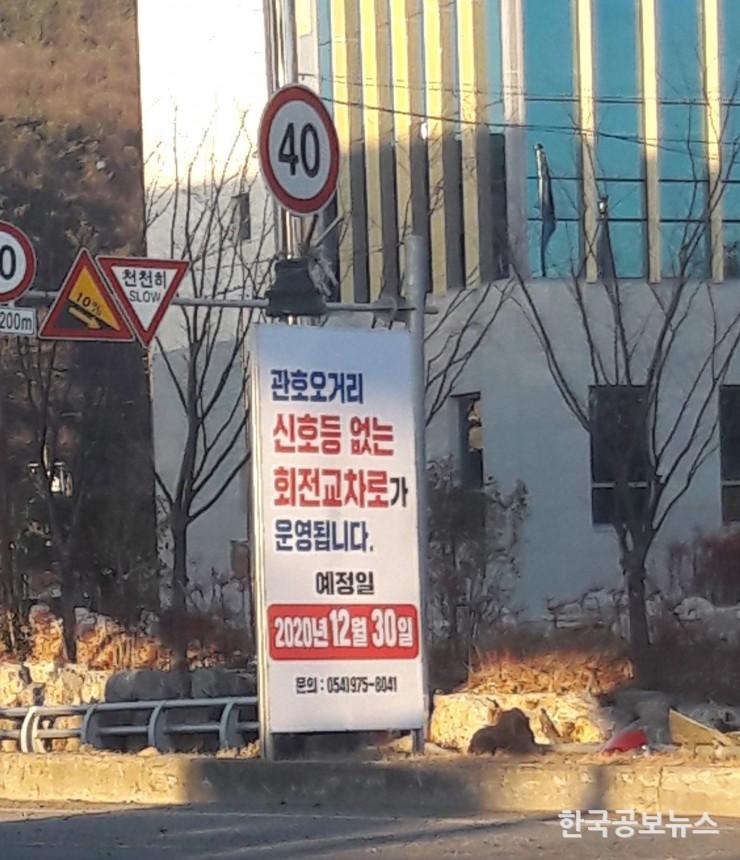 40
0
200m
10%
천천히
SLOW
관호오거리
신호등 없는
회전교차로가
운영됩니다.
예정일
2020년 12월 30일
문의 : 054)975-8041
한국공보뉴스